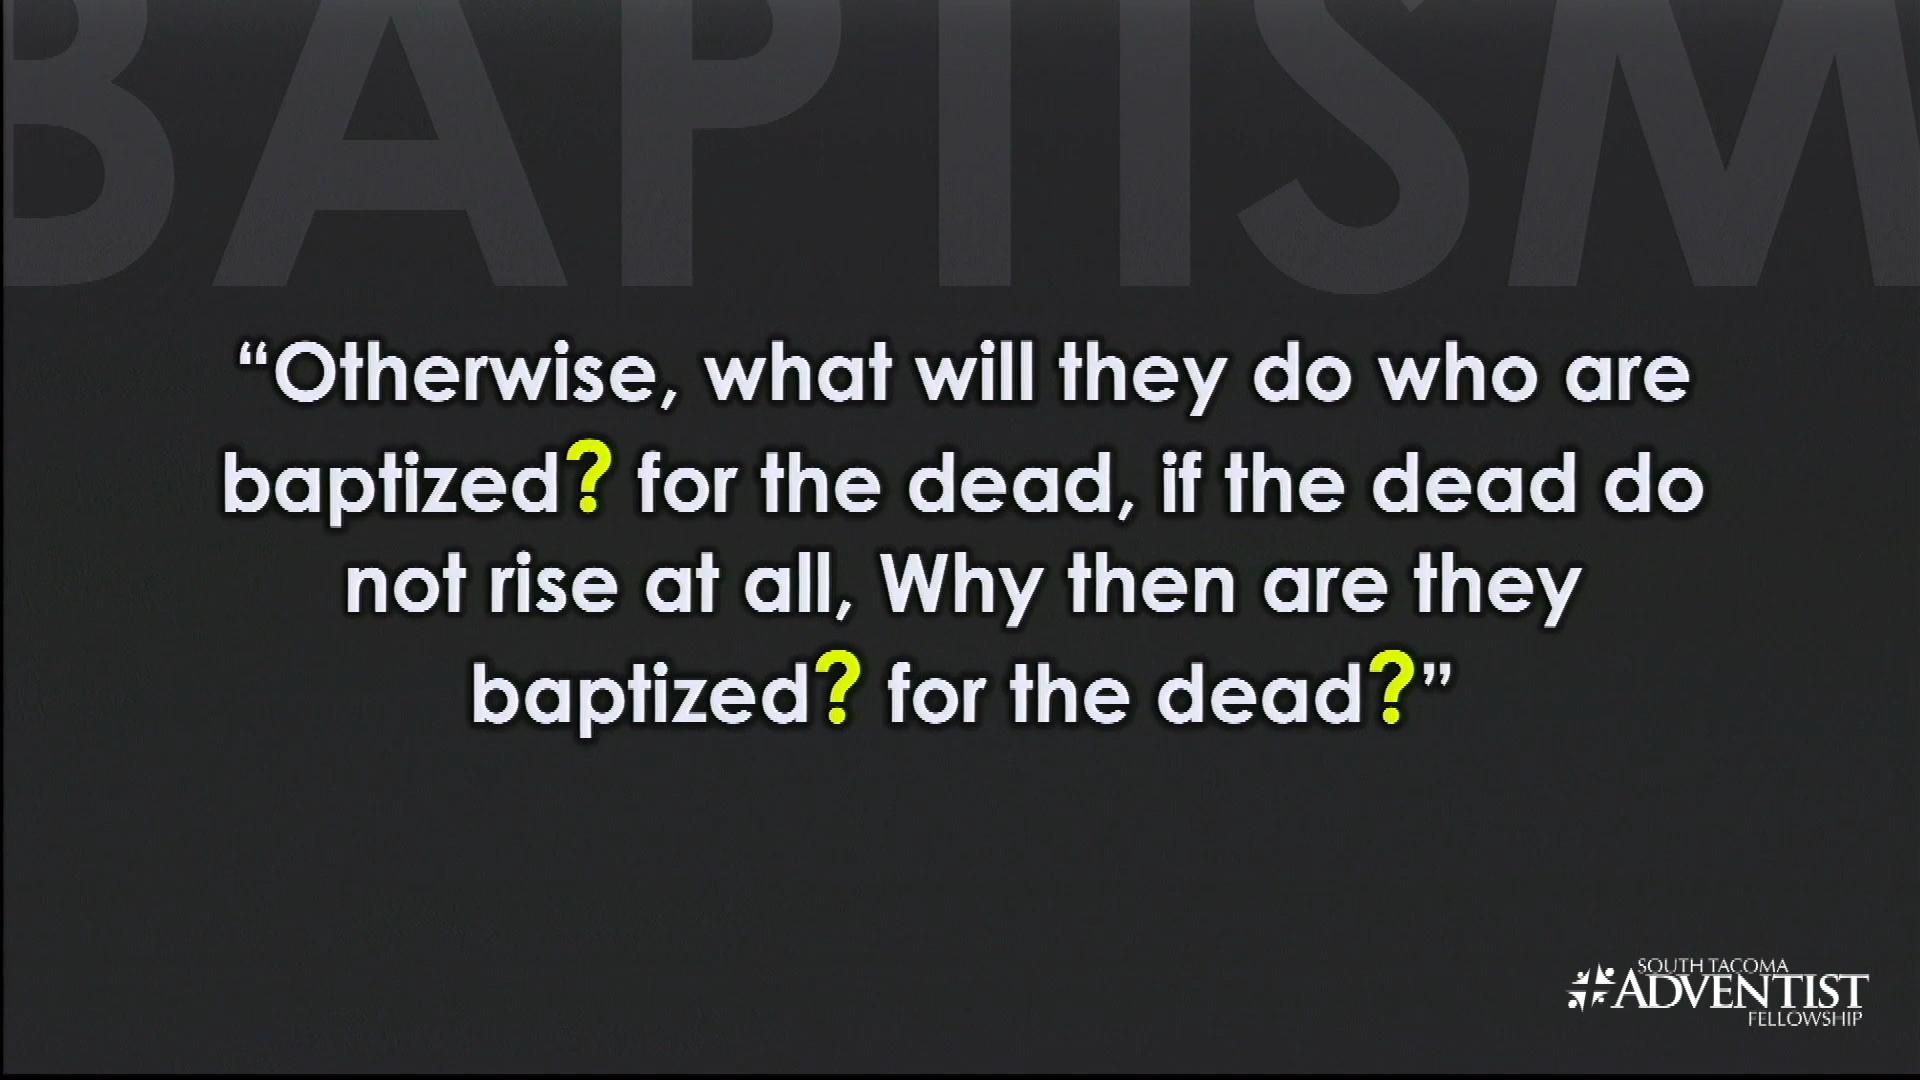 BAPTISM
“Otherwise, what will they do who are
baptized? for the dead, if the dead do
not rise at all, Why then are they
baptized? for the dead?”
SOUTH TACOMA
ADVENTIST
FELLOWSHIP